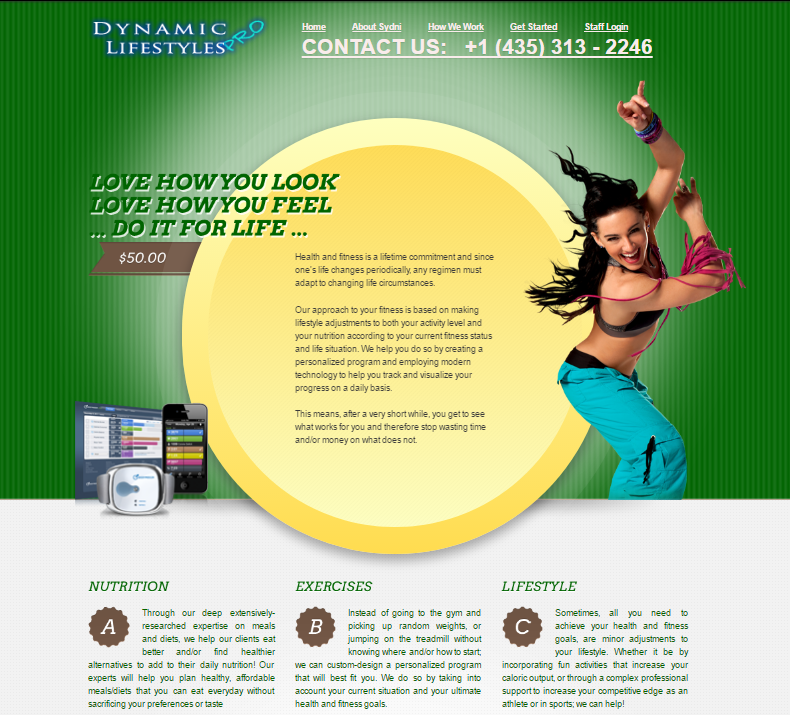 DYNAMIC
LIFESTYLES PRO
Home About Sydni How We Work Get Started Staff Login
CONTACT US: +1 (435) 313 - 2246
LOVE HOW YOU LOOK
LOVE HOW YOU FEEL
... DO IT FOR LIFE ...
$50.00
Health and fitness is a lifetime commitment and since
one's life changes periodically, any regimen must
adapt to changing life circumstances.
Our approach to your fitness is based on making
lifestyle adjustments to both your activity level and
your nutrition according to your current fitness status
and life situation. We help you do so by creating a
personalized program and employing modern
technology to help you track and visualize your
progress on a daily basis.
This means, after a very short while, you get to see
what works for you and therefore stop wasting time
and/or money on what does not.
NUTRITION
A
Through our deep extensively-
researched expertise on meals
and diets, we help our clients eat
better and/or find healthier
alternatives to add to their daily nutrition! Our
experts will help you plan healthy, affordable
meals/diets that you can eat everyday without
sacrificing your preferences or taste
EXERCISES
B
Instead of going to the gym and
picking up random weights, or
jumping on the treadmill without
knowing where and/or how to start;
we can custom-design a personalized program
that will best fit you. We do so by taking into
account your current situation and your ultimate
health and fitness goals.
LIFESTYLE
C
Sometimes, all you need to
achieve your health and fitness
goals, are minor adjustments to
your lifestyle. Whether it be by
incorporating fun activities that increase your
caloric output, or through a complex professional
support to increase your competitive edge as an
athlete or in sports; we can help!